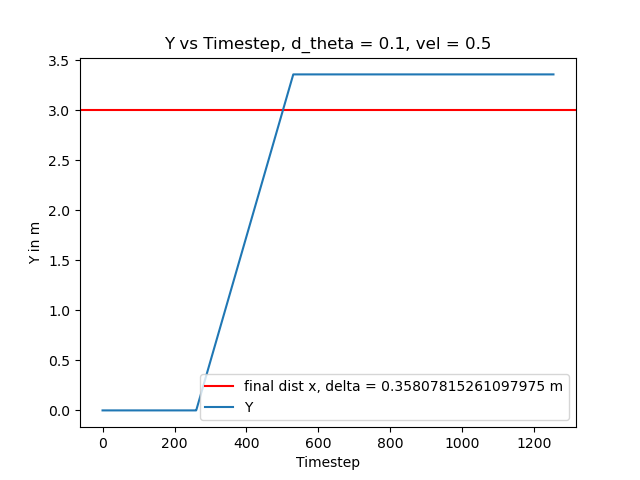 Y vs Timestep, d_theta = 0.1, vel = 0.5
3.5
3.0
2.5
2.0
1.5
1.0
0.5
0.0
Y in m
final dist x, delta = 0.35807815261097975 m
Y
0 200 400 600 800 1000 1200
Timestep